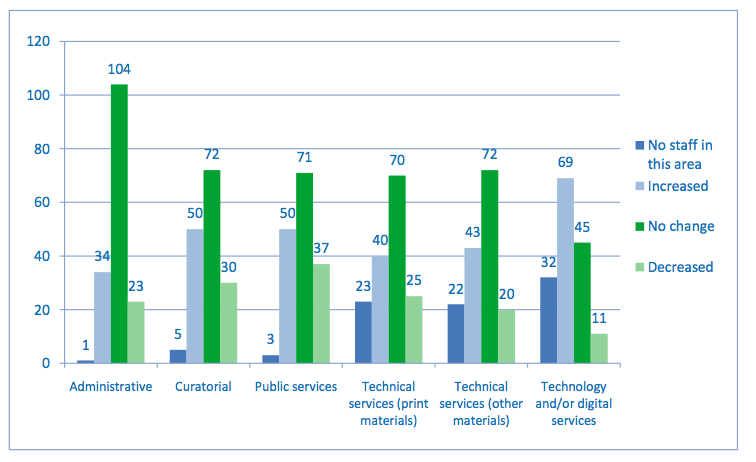 120
100
80
60
40
20
0
1
34
104
23
5
50
72
30
3
50
71
37
23
40
70
25
22
43
72
20
32
69
45
11
Administrative
Curatorial
Public services
Technical
services (print
materials)
Technical
services (other
materials)
Technology
and/or digital
services
No staff in
this area
Increased
No change
Decreased